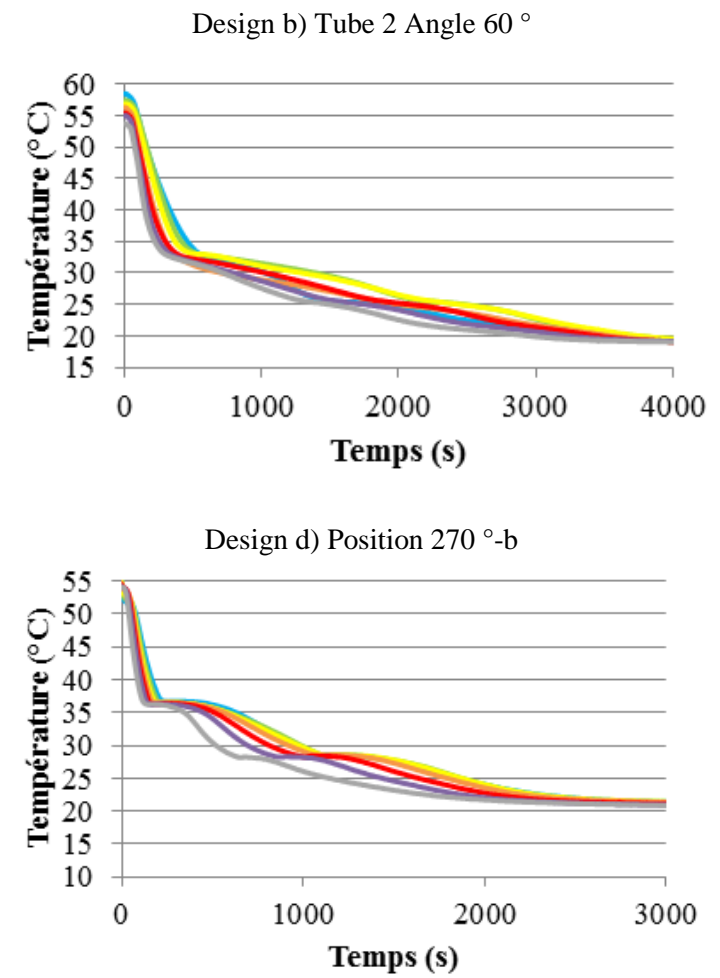 Design b) Tube 2 Angle 60 °
60
55
50
45
40
35
30
25
20
15
Température (°C)
0 1000 2000 3000 4000
Temps (s)
Design d) Position 270 °-b
55
50
45
40
35
30
25
20
15
10
Température (°C)
0 1000 2000 3000
Temps (s)